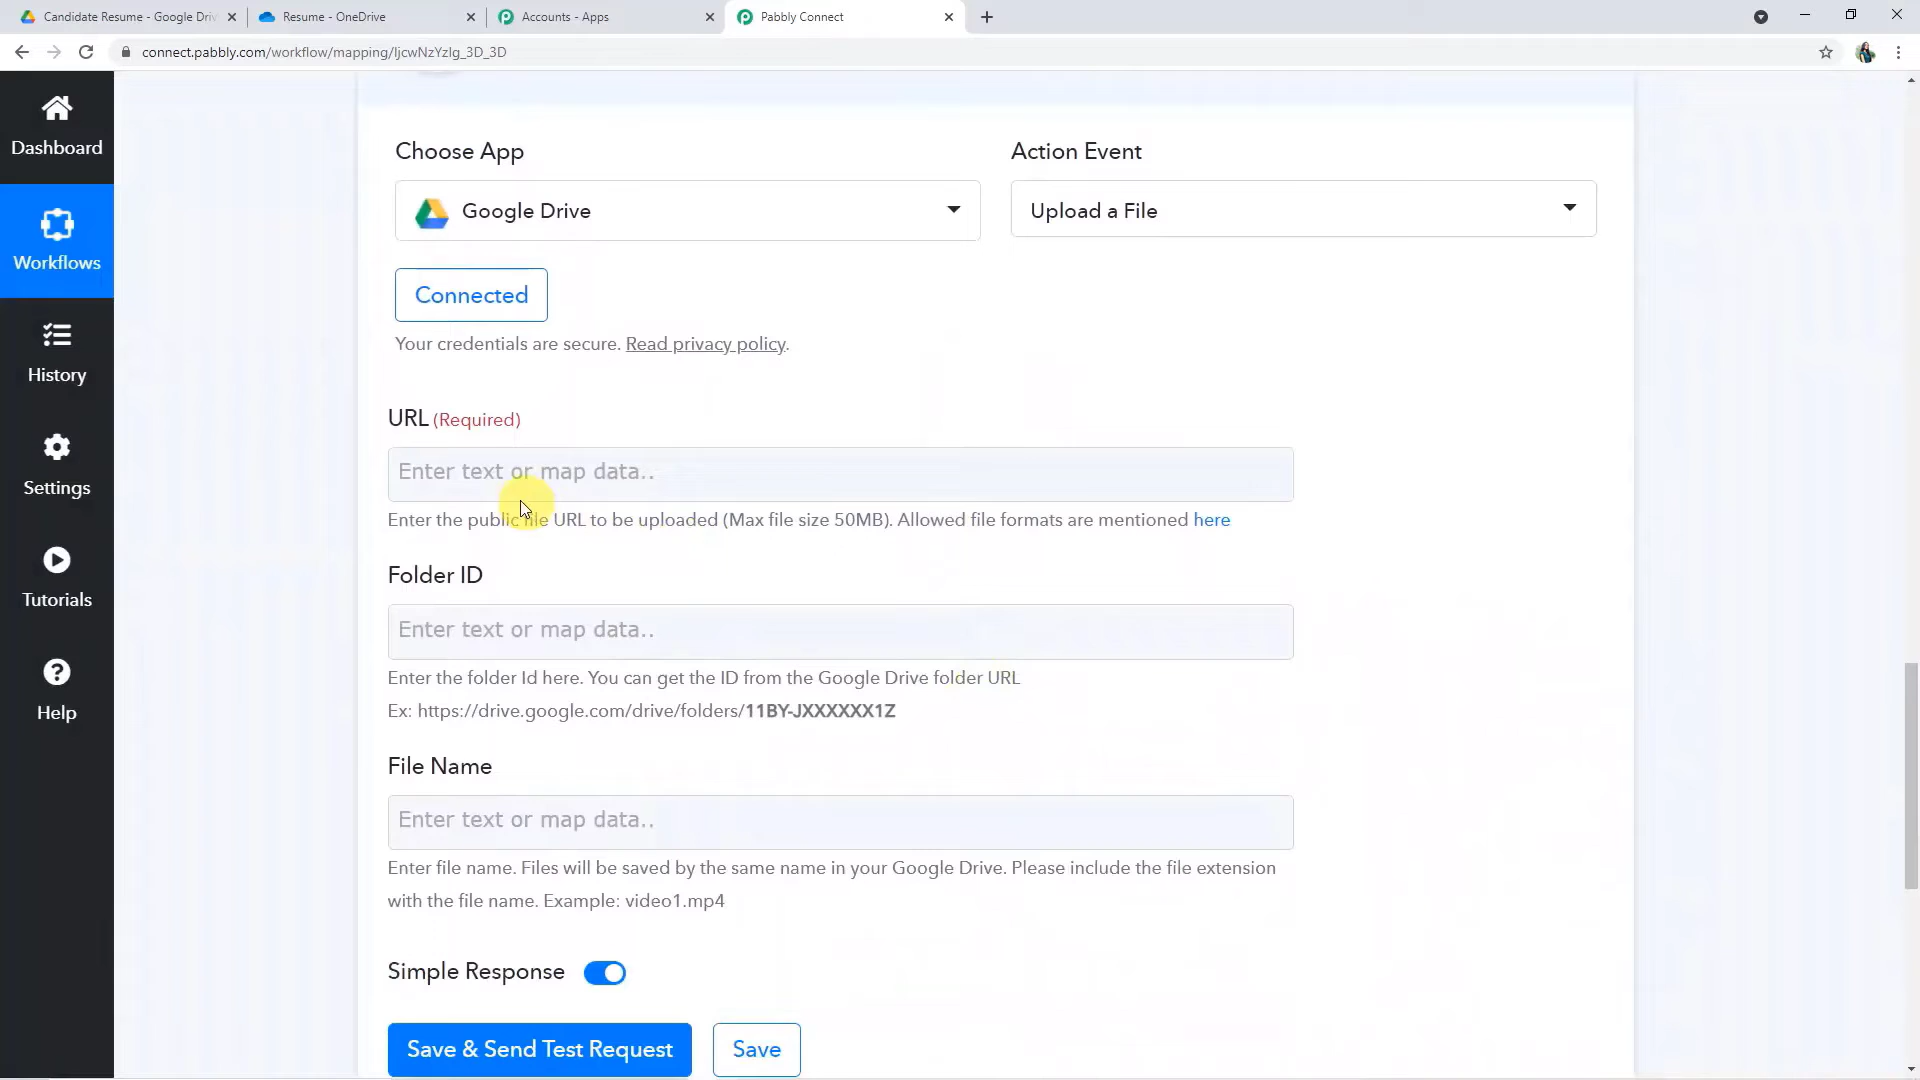 Candidate Resume - Google Driv
Resume - OneDrive
Accounts - Apps
Pabbly Connect
connect.pabbly.com/workflow/mapping/IjcwNzYzIg_3D_3D
Dashboard
Workflows
History
Settings
Tutorials
Help
Choose App
Action Event
Google Drive
Upload a File
Connected
Your credentials are secure. Read privacy policy.
URL (Required)
Enter text or map data..
Enter the public file URL to be uploaded (Max file size 50MB). Allowed file formats are mentioned here
Folder ID
Enter text or map data..
Enter the folder Id here. You can get the ID from the Google Drive folder URL
Ex: https://drive.google.com/drive/folders/11BY-JXXXXXX1Z
File Name
Enter text or map data..
Enter file name. Files will be saved by the same name in your Google Drive. Please include the file extension
with the file name. Example: video1.mp4
Simple Response
Save & Send Test Request
Save